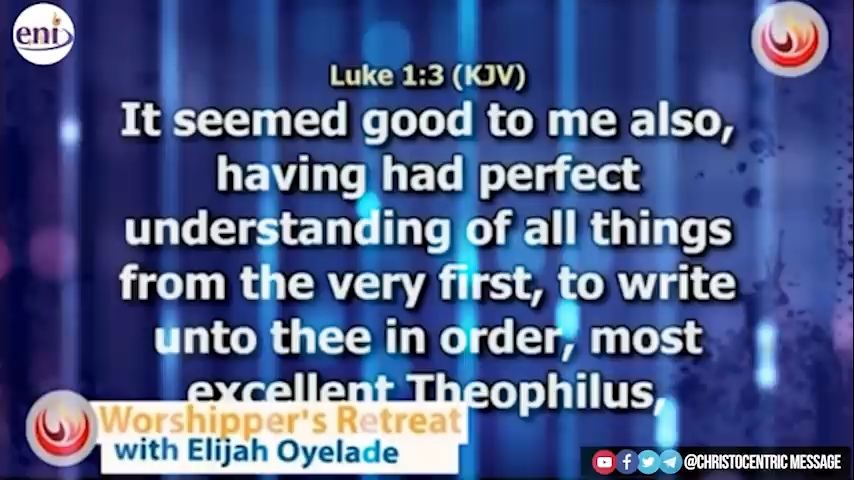 eni
Luke 1:3 (KJV)
It seemed good to me also,
having had perfect
understanding of all things
from the very first, to write
unto thee in order, most
excellent Theophilus,
Worshipper's Retreat
with Elijah Oyelade
@CHRISTOCENTRIC MESSAGE